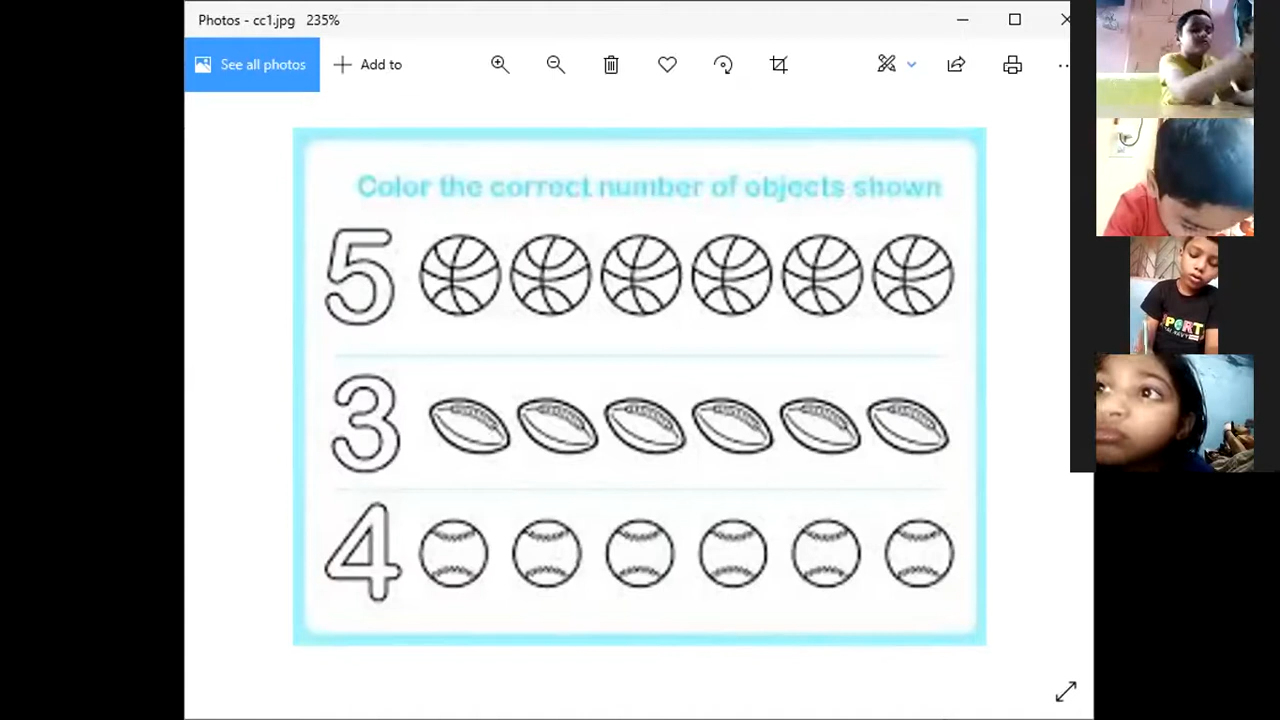 Photos - cc1.jpg 235%
See all photos
Add to
Color the correct number of objects shown
5
3
4